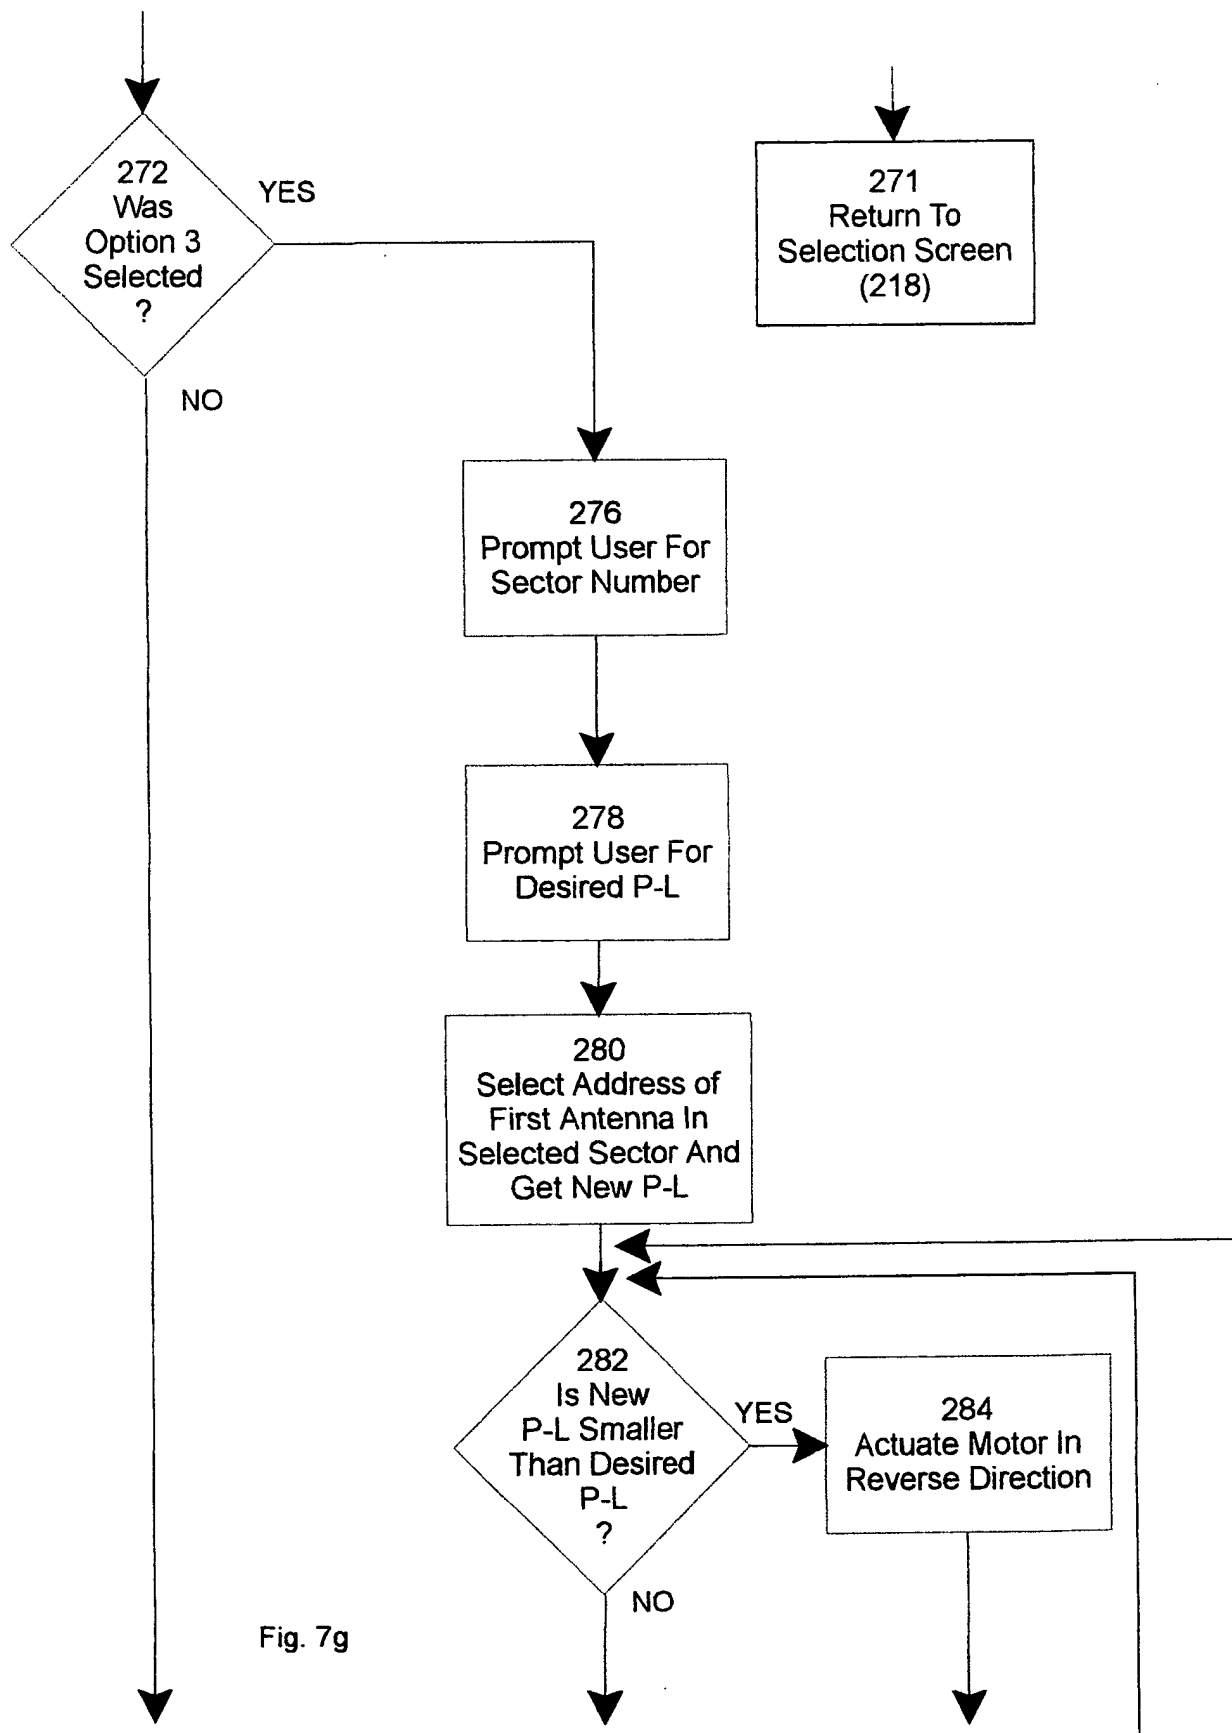 272
Was
Option 3
Selected
?
YES
NO
271
Return To
Selection Screen
(218)
276
Prompt User For
Sector Number
278
Prompt User For
Desired P-L
280
Select Address of
First Antenna In
Selected Sector And
Get New P-L
282
Is New
P-L Smaller
Than Desired
P-L
?
YES
NO
284
Actuate Motor In
Reverse Direction
Fig. 7g